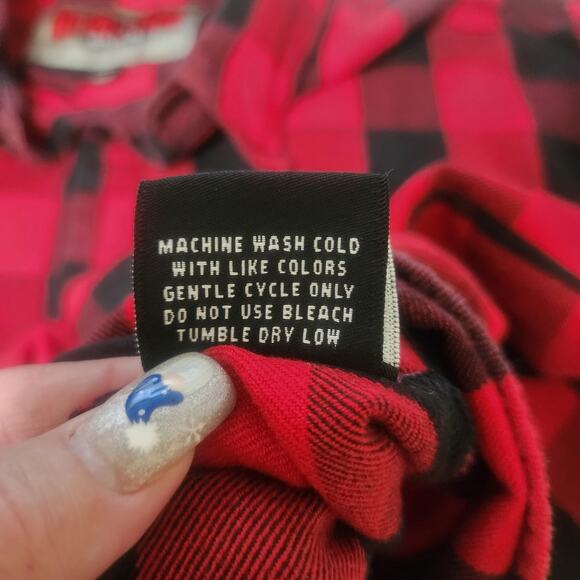 MACHINE WASH COLD
WITH LIKE COLORS
GENTLE CYCLE ONLY
DO NOT USE BLEACH
TUMBLE DRY LOW